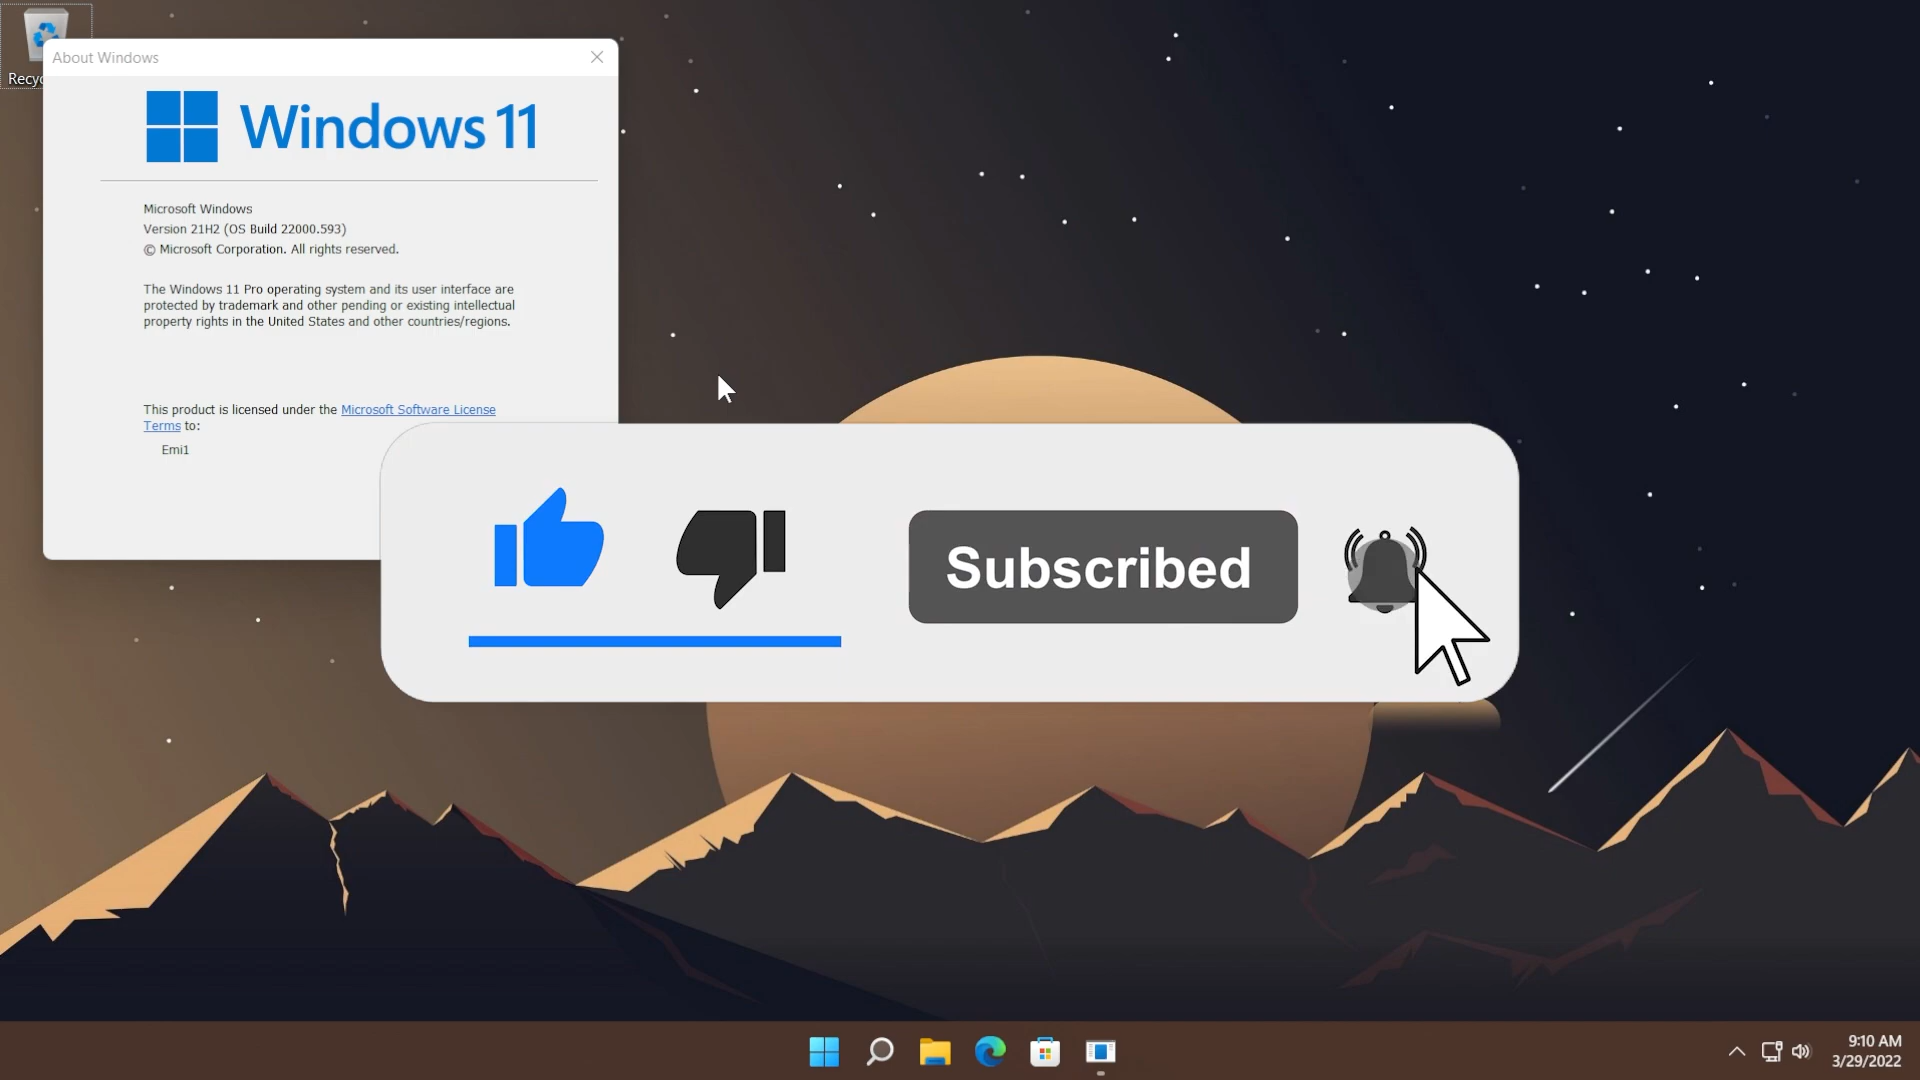 Recyc
About Windows
Windows 11
Microsoft Windows
Version 21H2 (OS Build 22000.593)
© Microsoft Corporation. All rights reserved.
The Windows 11 Pro operating system and its user interface are
protected by trademark and other pending or existing intellectual
property rights in the United States and other countries/regions.
This product is licensed under the Microsoft Software License
Terms to:
Emi1
Subscribed
9:10 AM
3/29/2022